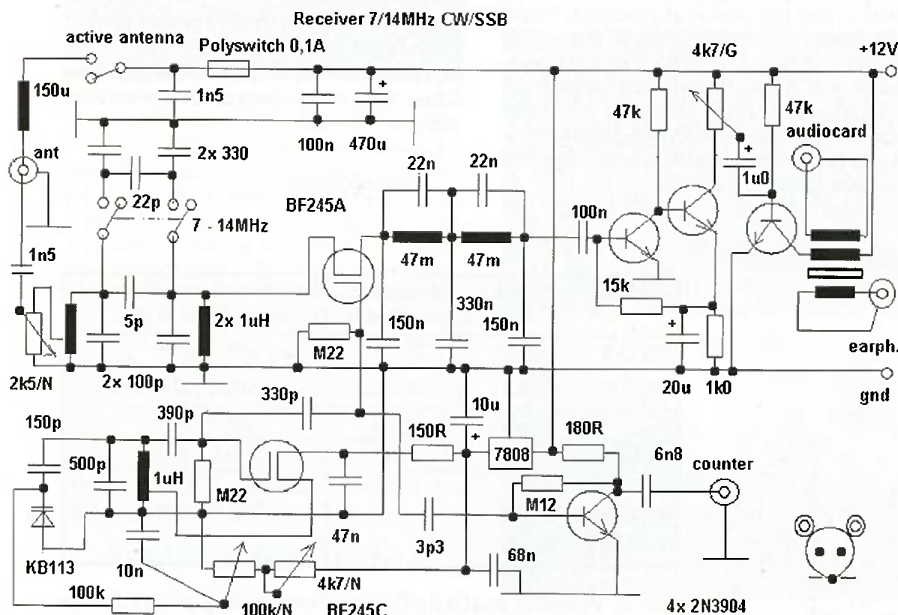 Receiver 7/14MHz CW/SSB
active antenna
Polyswitch 0,1A
4k7/G
+12V
150u
1n5
100n
470u
47k
47k
audiocard
ant
2x 330
22n
22n
1u0
22p
BF245A
7 - 14MHz
100n
1n5
47m
47m
15k
5p
2x 1uH
330n
150n
150n
M22
earph.
2k5/N
2x 100p
20u
1k0
gnd
390p
330p
10u
150R
180R
150p
7808
6n8
counter
500p
1uH
M22
M12
47n
3p3
KB113
10n
68n
4k7/N
100k
100k/N
BF245C
4x 2N3904